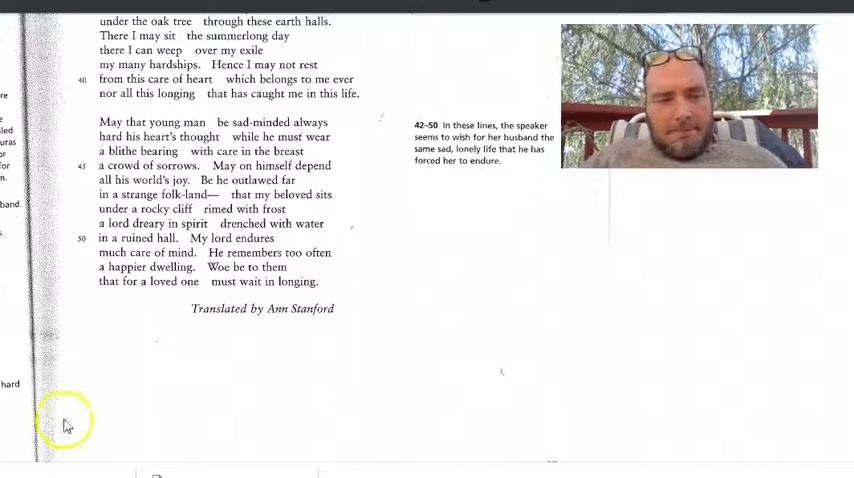 under the oak tree through these earth halls.
There I may sit the summerlong day
there I can weep over my exile
my many hardships. Hence I may not rest
40 from this care of heart which belongs to me ever
nor all this longing that has caught me in this life.
May that young man be sad-minded always
hard his heart's thought while he must wear
a blithe bearing with care in the breast
45 a crowd of sorrows. May on himself depend
all his world's joy. Be he outlawed far
in a strange folk-land— that my beloved sits
under a rocky cliff rimed with frost
a lord dreary in spirit drenched with water
50 in a ruined hall. My lord endures
much care of mind. He remembers too often
a happier dwelling. Woe be to them
that for a loved one must wait in longing.
Translated by Ann Stanford
42–50 In these lines, the speaker
seems to wish for her husband the
same sad, lonely life that he has
forced her to endure.
re
led
uras
or
for
n.
band.
s
hard